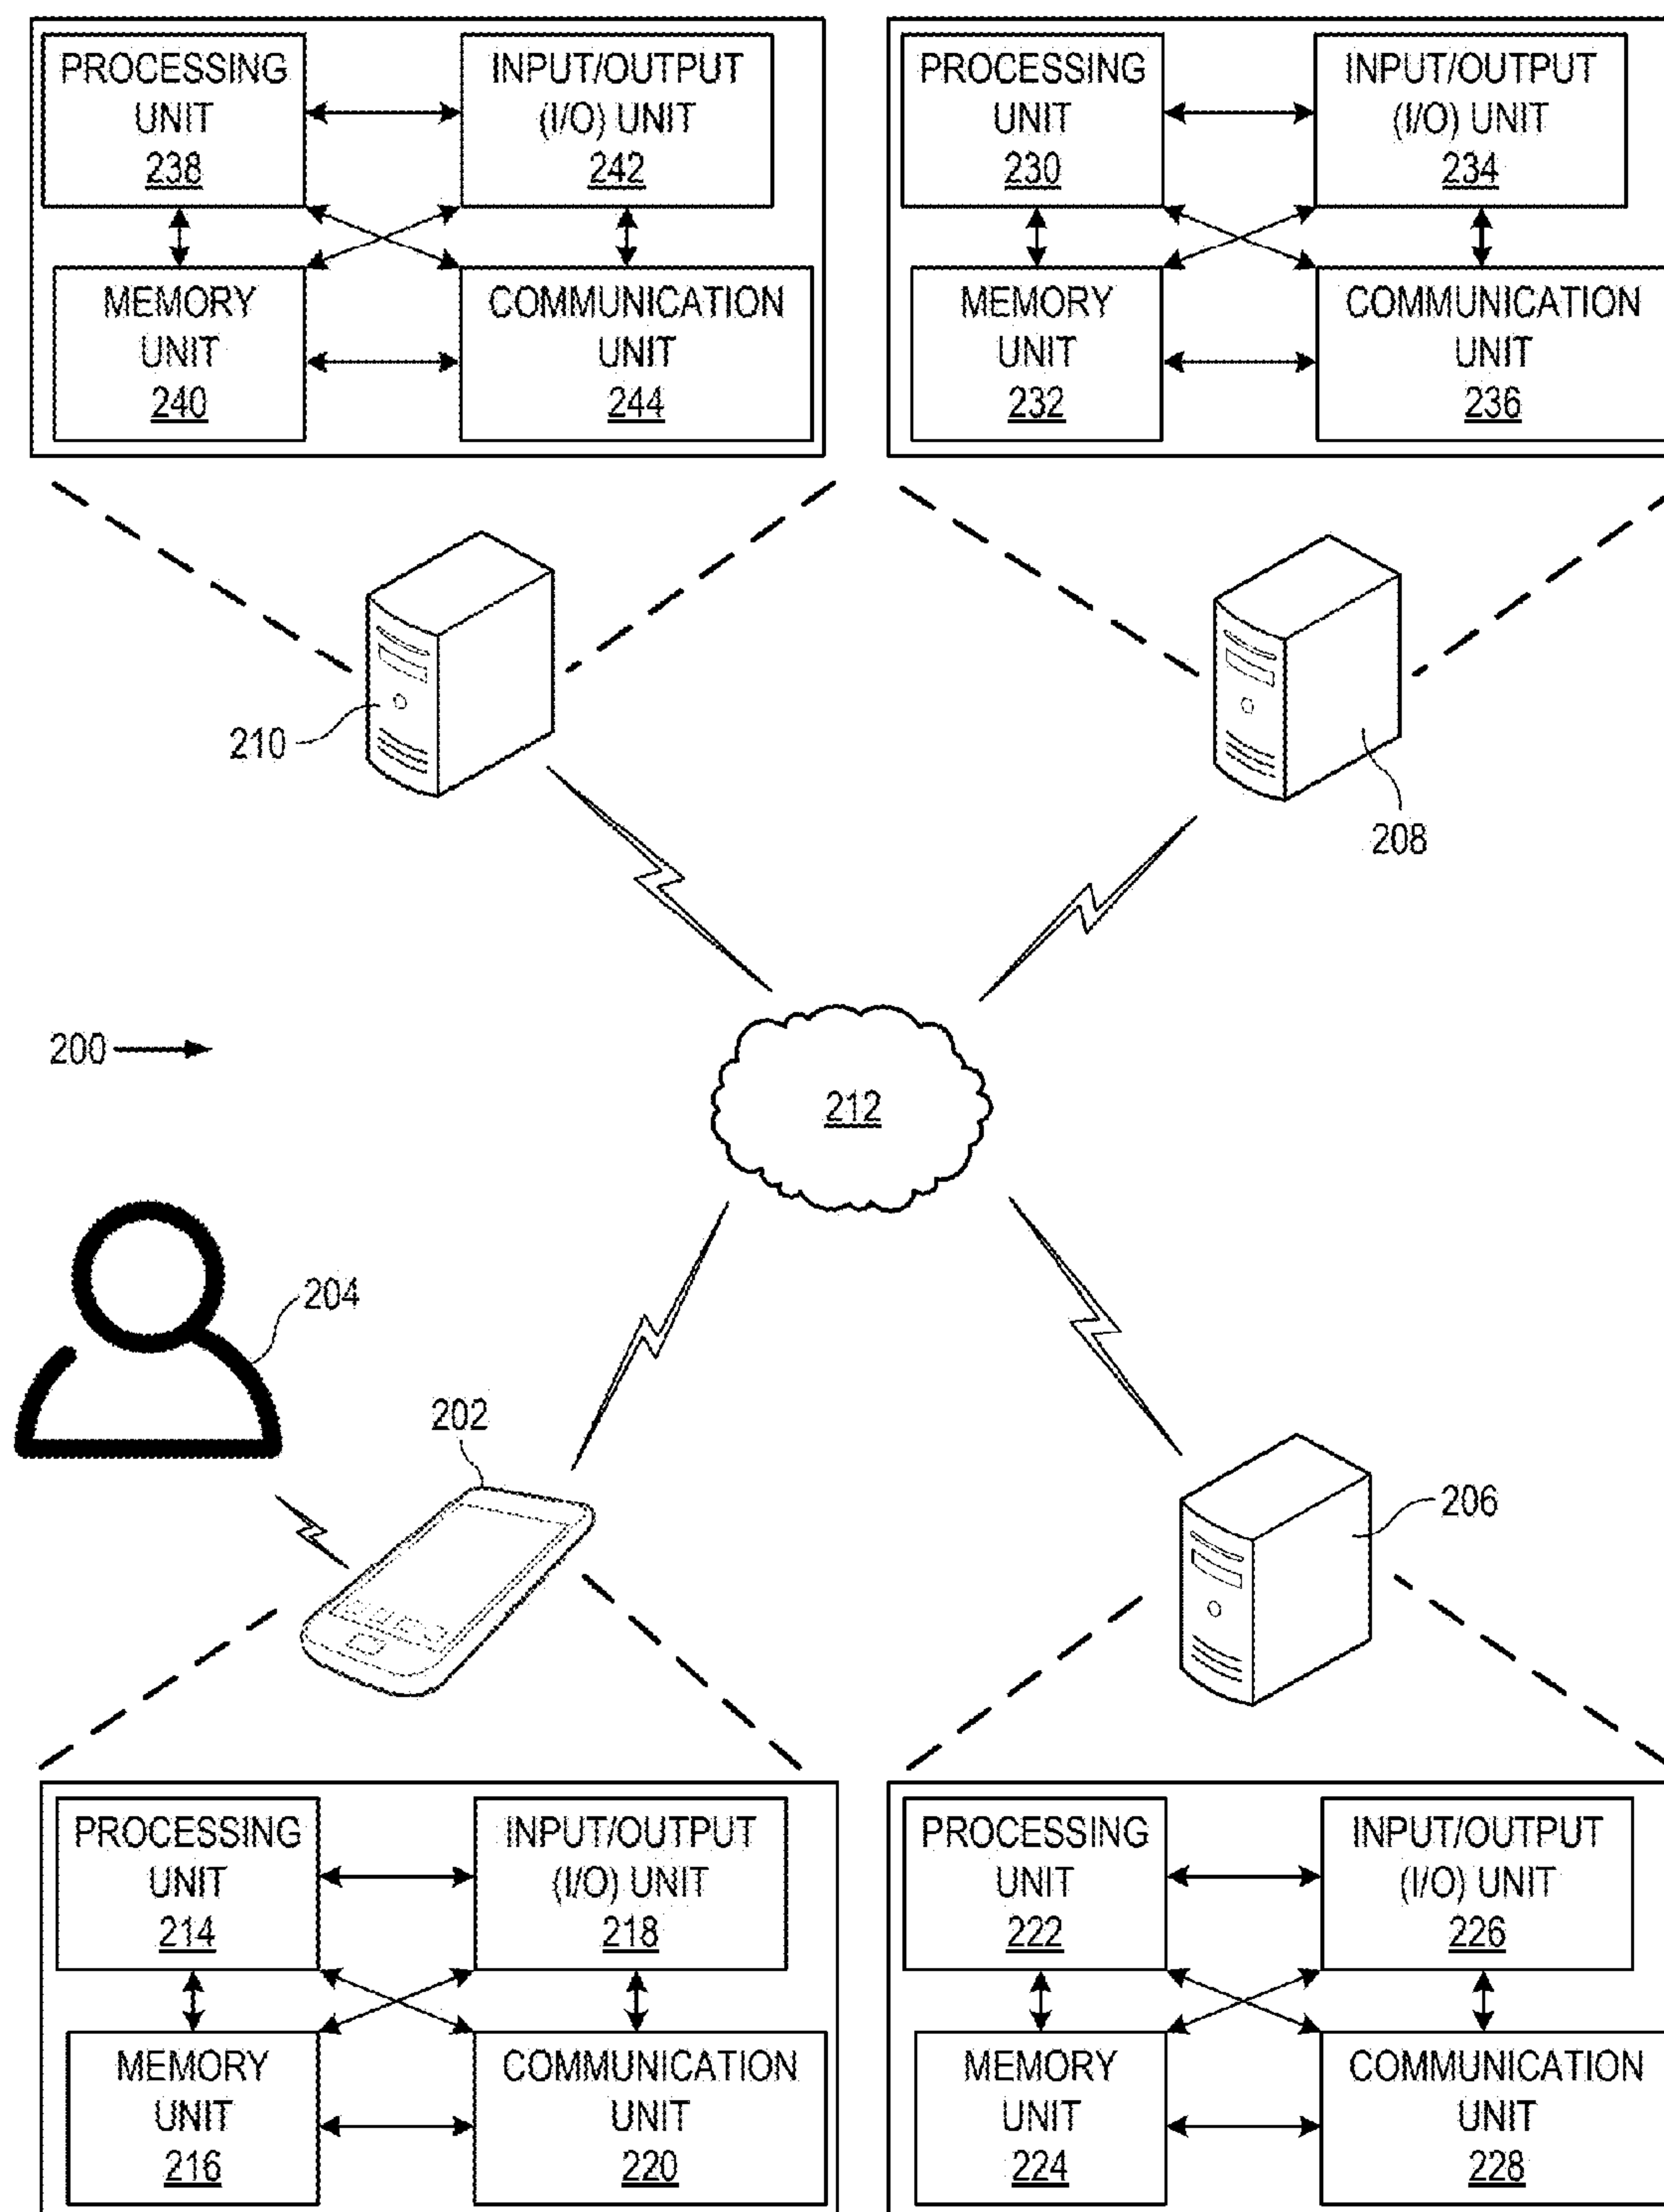 PROCESSING
UNIT
238
INPUT/OUTPUT
(I/O) UNIT
242
MEMORY
UNIT
240
COMMUNICATION
UNIT
244
PROCESSING
UNIT
230
INPUT/OUTPUT
(I/O) UNIT
234
MEMORY
UNIT
232
COMMUNICATION
UNIT
236
210
208
200
212
204
202
206
PROCESSING
UNIT
214
INPUT/OUTPUT
(I/O) UNIT
218
MEMORY
UNIT
216
COMMUNICATION
UNIT
220
PROCESSING
UNIT
222
INPUT/OUTPUT
(I/O) UNIT
226
MEMORY
UNIT
224
COMMUNICATION
UNIT
228